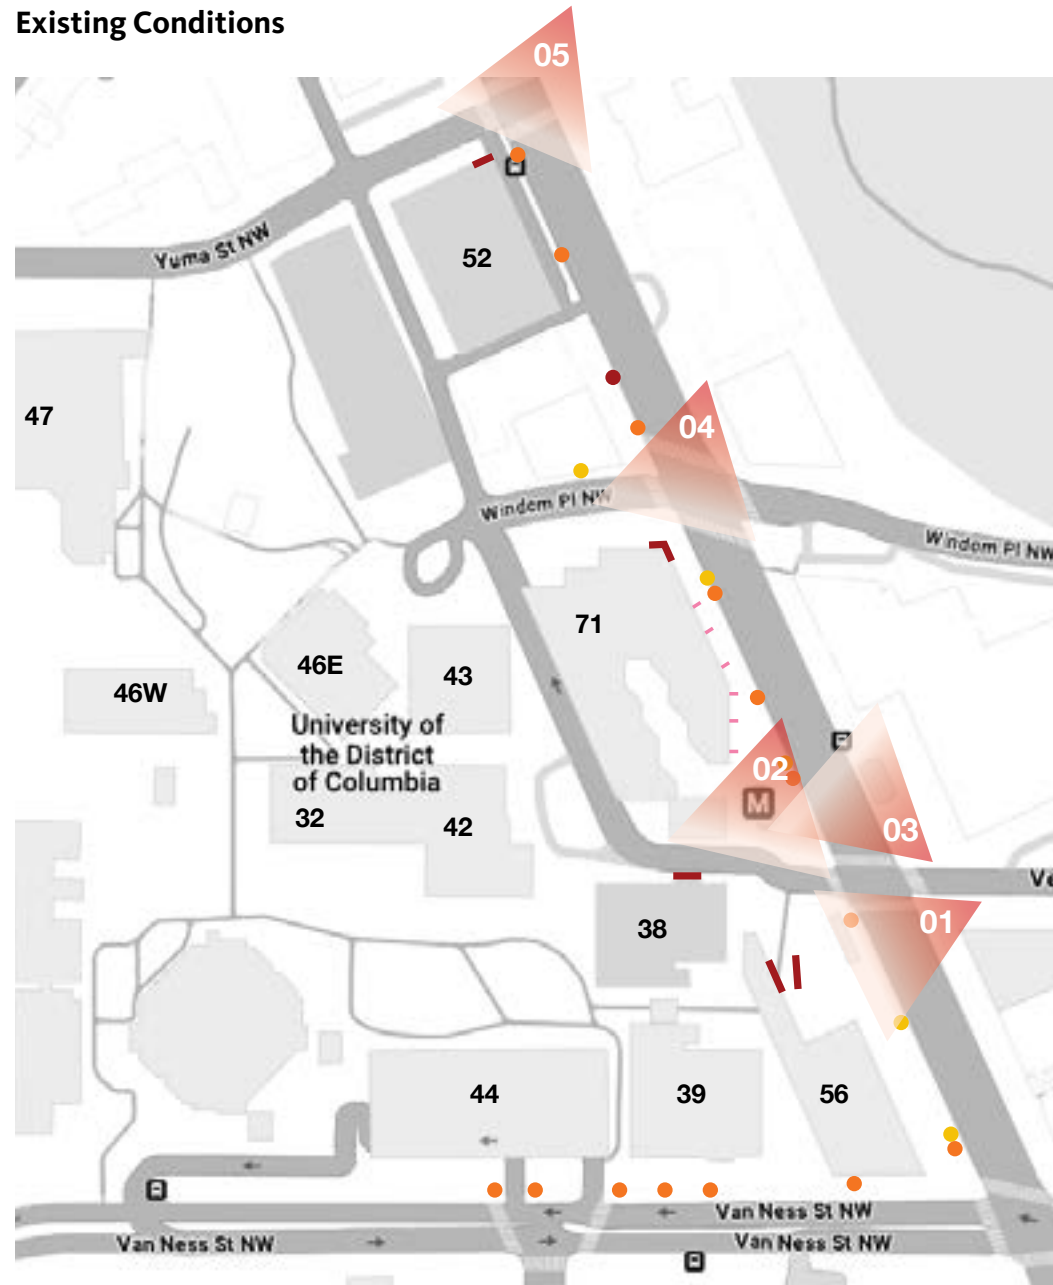 Existing Conditions
05
52
Yuma St NW
47
04
Windom Pl NW
Windom Pl NW
71
46E
43
46W
University of
the District
of Columbia
02
M
03
32
42
Ve
38
01
44
39
56
Van Ness St NW
Van Ness St NW
Van Ness St NW